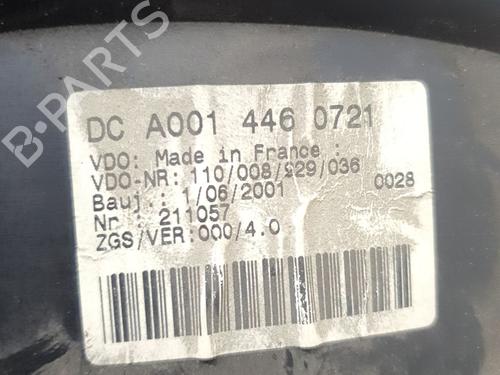 B-PARTS
DC A001 446 0721
VDO: Made in France :
VDO-NR: 110/008/929/036
Bauj.: 1/06/2001 0028
Nr : 211057
ZGS/VER:000/4.0